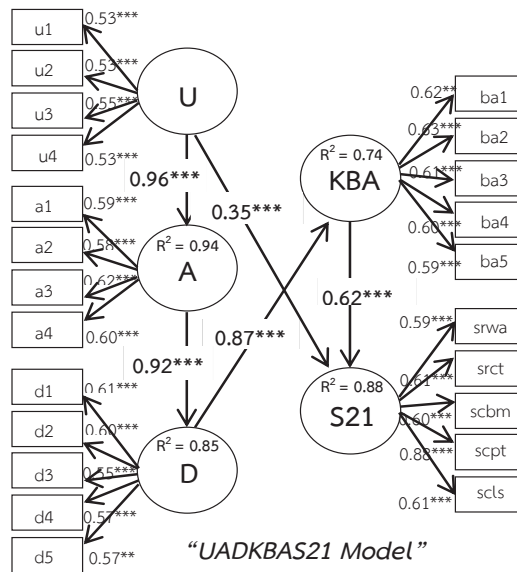 u1
0.53***
u2
0.53***
u3
0.55***
u4
0.53***
U
0.96***
0.35***
a1
0.59***
a2
0.58***
a3
0.62***
a4
0.60***
R² = 0.94
A
0.92***
0.87***
d1
0.61***
d2
0.60***
d3
0.55***
d4
0.57***
d5
0.57**
R² = 0.85
D
R² = 0.74
KBA
0.62***
0.62**
ba1
0.63***
ba2
0.61***
ba3
0.60***
ba4
0.59***
ba5
R² = 0.88
S21
0.59***
srwa
0.61***
srct
0.60***
scbm
0.88***
scpt
0.61***
scls
"UADKBAS21 Model"